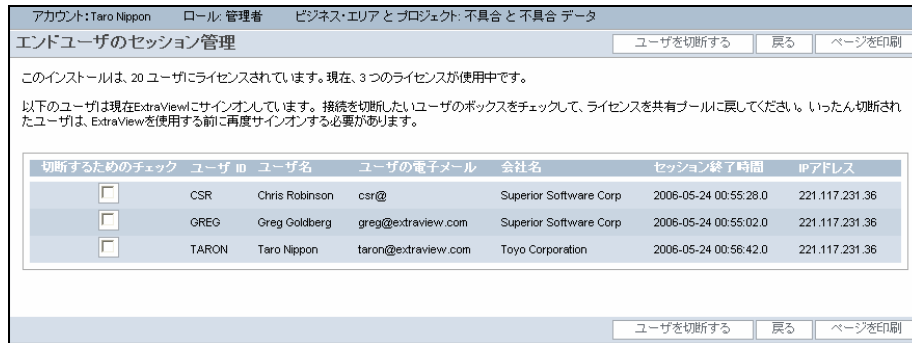 アカウント: Taro Nippon ロール: 管理者 ビジネス・エリア と プロジェクト: 不具合 と 不具合 データ
エンドユーザのセッション管理 ユーザを切断する 戻る ページを印刷
このインストールは、20 ユーザにライセンスされています。現在、3 つのライセンスが使用中です。
以下のユーザは現在ExtraViewにサインオンしています。接続を切断したいユーザのボックスをチェックして、ライセンスを共有プールに戻してください。いったん切断され
たユーザは、ExtraViewを使用する前に再度サインオンする必要があります。
切断するためのチェック ユーザ ID ユーザ名 ユーザの電子メール 会社名 セッション終了時間 IPアドレス
CSR Chris Robinson csr@ Superior Software Corp 2006-05-24 00:55:28.0 221.117.231.36
GREG Greg Goldberg greg@extraview.com Superior Software Corp 2006-05-24 00:55:02.0 221.117.231.36
TARON Taro Nippon taron@extraview.com Toyo Corporation 2006-05-24 00:56:42.0 221.117.231.36
ユーザを切断する 戻る ページを印刷